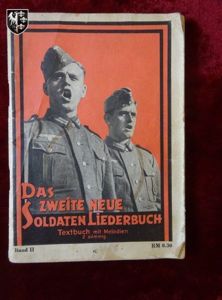 DAS
ZWEITE NEUE
SOLDATEN LIEDERBUCH
Textbuch mit Melodien
2 stimmig
Band II
RM 0.30